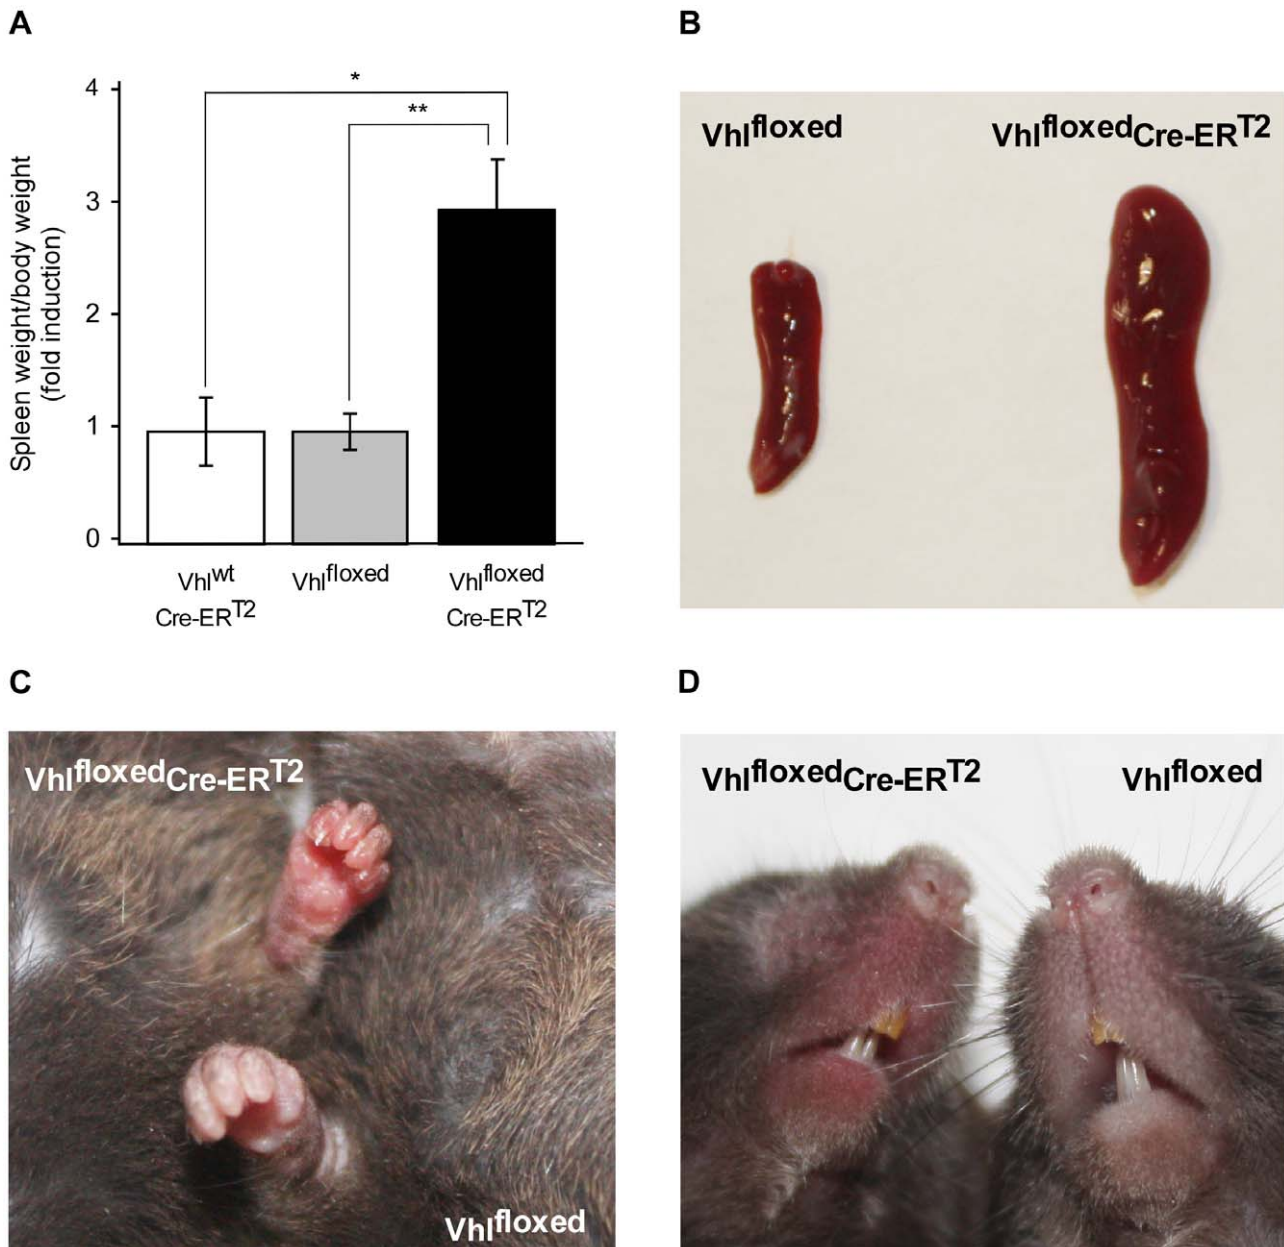 A
B
4
3
2
1
0
Spleen weight/body weight
(fold induction)
*
**
Vhlwt
Cre-ERT2
Vhlfloxed
Vhlfloxed
Cre-ERT2
Vhlfloxed
VhlfloxedCre-ERT2
C
D
VhlfloxedCre-ERT2
Vhlfloxed
VhlfloxedCre-ERT2
Vhlfloxed